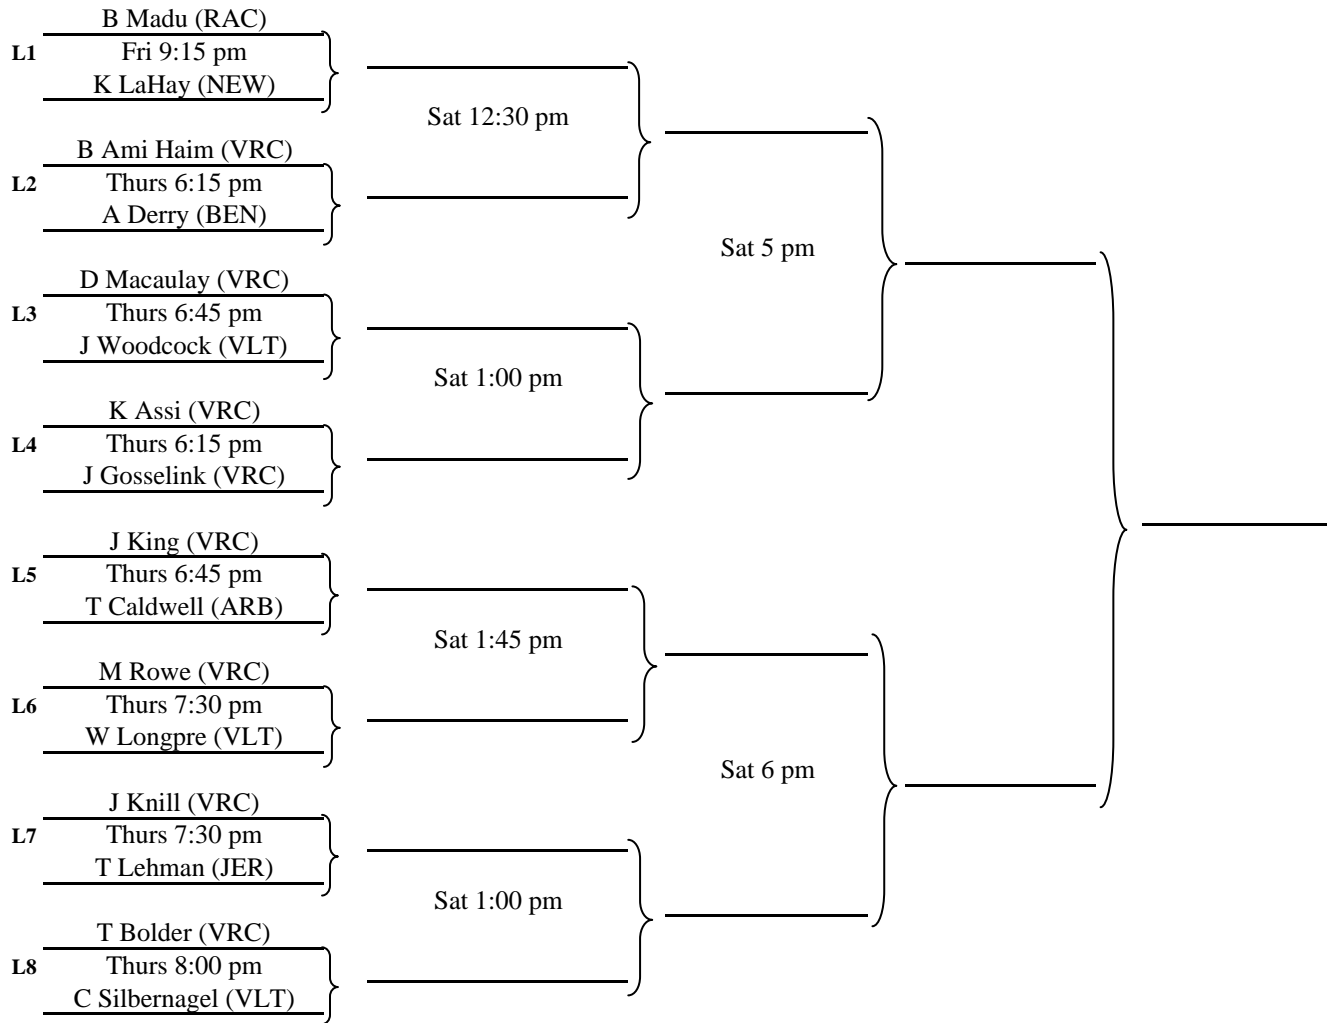 B Madu (RAC)
L1
Fri 9:15 pm
K LaHay (NEW)
B Ami Haim (VRC)
L2
Thurs 6:15 pm
A Derry (BEN)
D Macaulay (VRC)
L3
Thurs 6:45 pm
J Woodcock (VLT)
K Assi (VRC)
L4
Thurs 6:15 pm
J Gosselink (VRC)
J King (VRC)
L5
Thurs 6:45 pm
T Caldwell (ARB)
M Rowe (VRC)
L6
Thurs 7:30 pm
W Longpre (VLT)
J Knill (VRC)
L7
Thurs 7:30 pm
T Lehman (JER)
T Bolder (VRC)
L8
Thurs 8:00 pm
C Silbernagel (VLT)
Sat 12:30 pm
Sat 1:00 pm
Sat 1:45 pm
Sat 1:00 pm
Sat 5 pm
Sat 6 pm